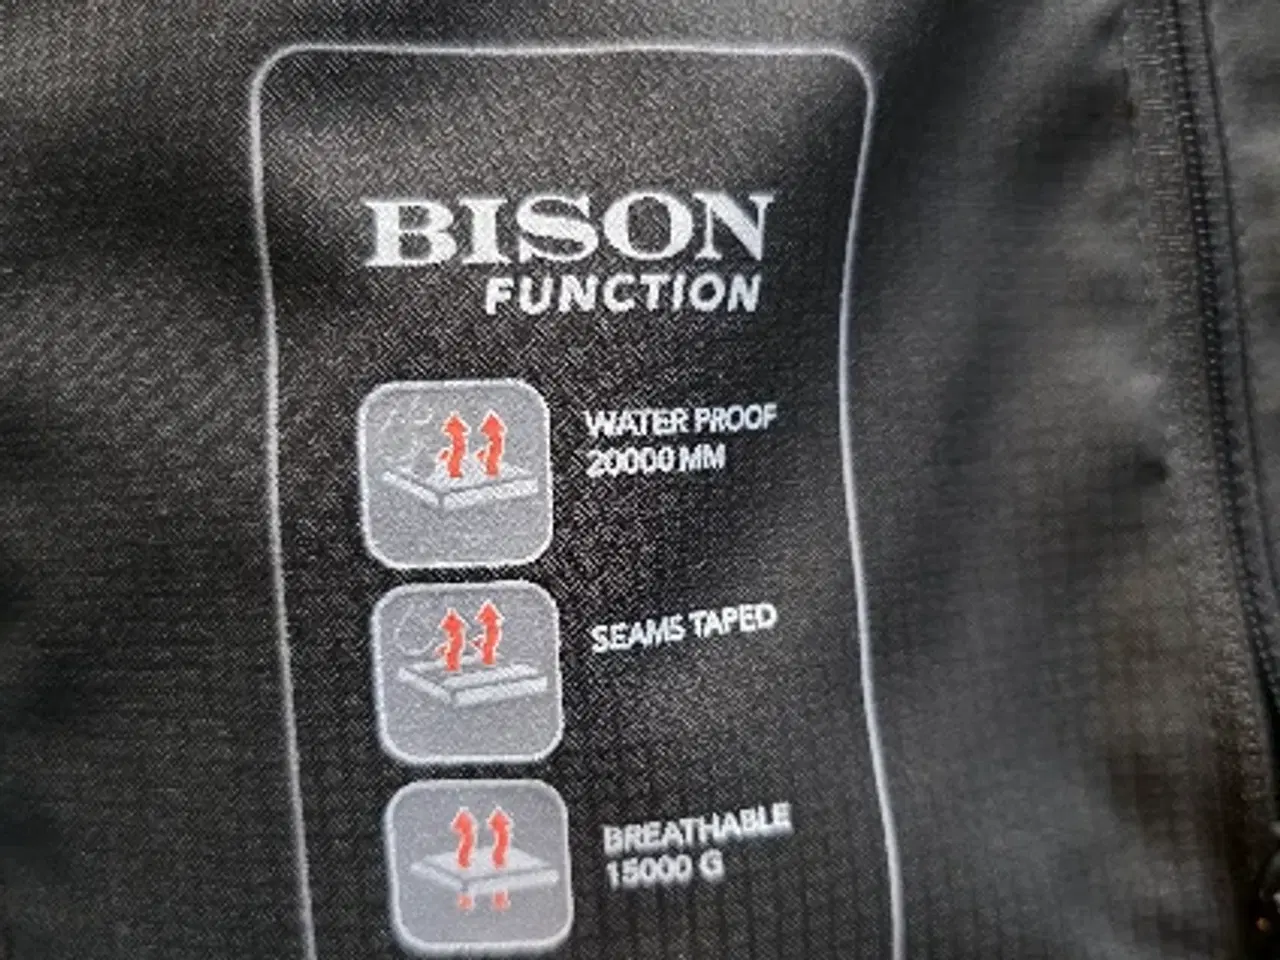 BISON
FUNCTION
WATER PROOF
20000 MM
SEAMS TAPED
BREATHABLE
15000 G